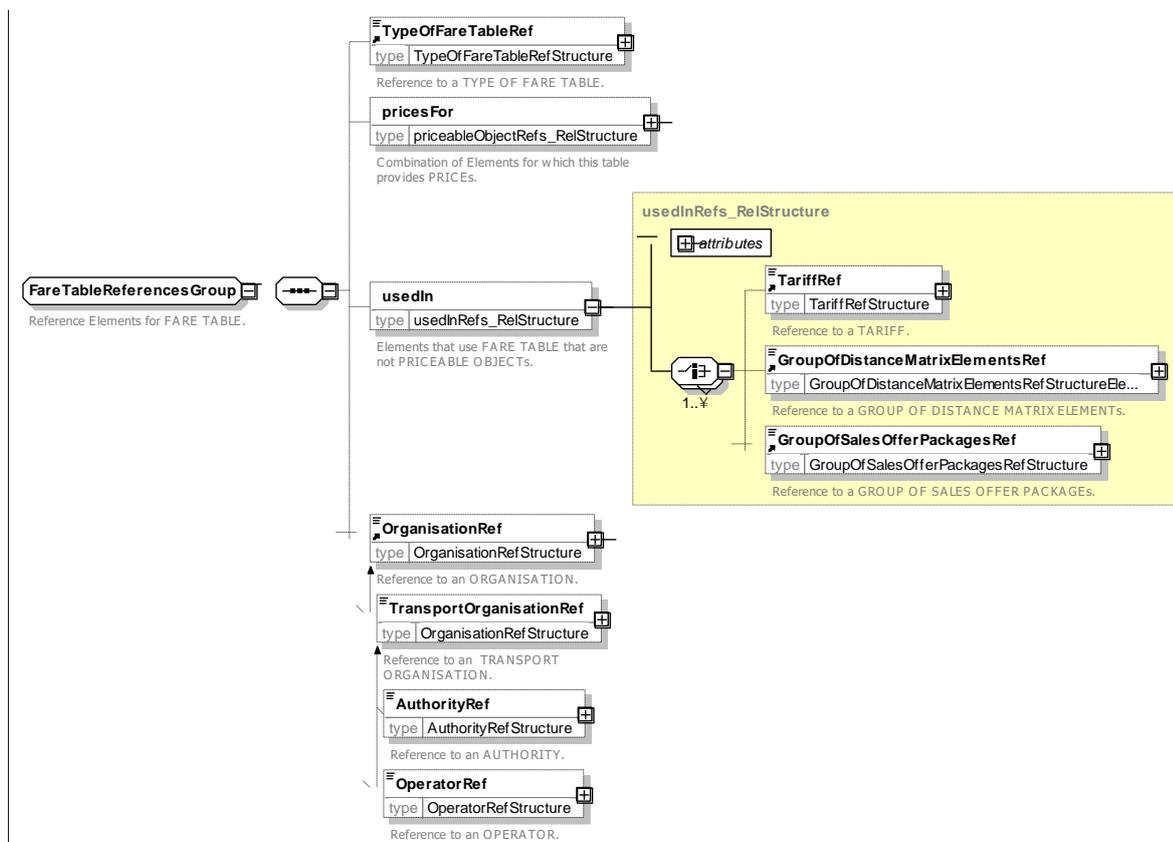 TypeOfFareTableRef
type TypeOfFareTableRefStructure
Reference to a TYPE OF FARE TABLE.
pricesFor
type priceableObjectRefs_RelStructure
Combination of Elements for which this table
provides PRICEs.
usedInRefs_RelStructure
attributes
TariffRef
type TariffRefStructure
Reference to a TARIFF.
FareTableReferencesGroup
Reference Elements for FARE TABLE.
usedIn
type usedInRefs_RelStructure
Elements that use FARE TABLE that are
not PRICEABLE OBJECTs.
1..¥
GroupOfDistanceMatrixElementsRef
type GroupOfDistanceMatrixElementsRefStructureEle...
Reference to a GROUP OF DISTANCE MATRIX ELEMENTs.
GroupOfSalesOfferPackagesRef
type GroupOfSalesOfferPackagesRefStructure
Reference to a GROUP OF SALES OFFER PACKAGEs.
OrganisationRef
type OrganisationRefStructure
Reference to an ORGANISATION.
TransportOrganisationRef
type OrganisationRefStructure
Reference to an TRANSPORT
ORGANISATION.
AuthorityRef
type AuthorityRefStructure
Reference to an AUTHORITY.
OperatorRef
type OperatorRefStructure
Reference to an OPERATOR.